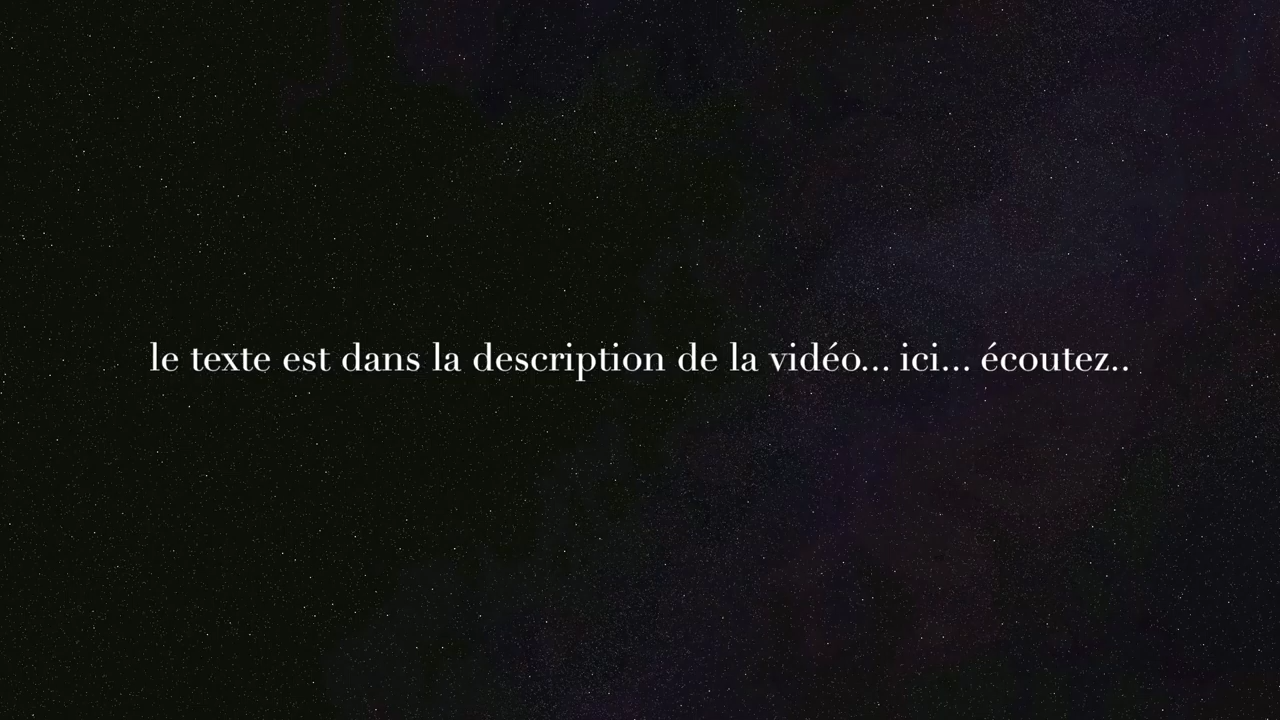 le texte est dans la description de la vidéo... ici... écoutez..